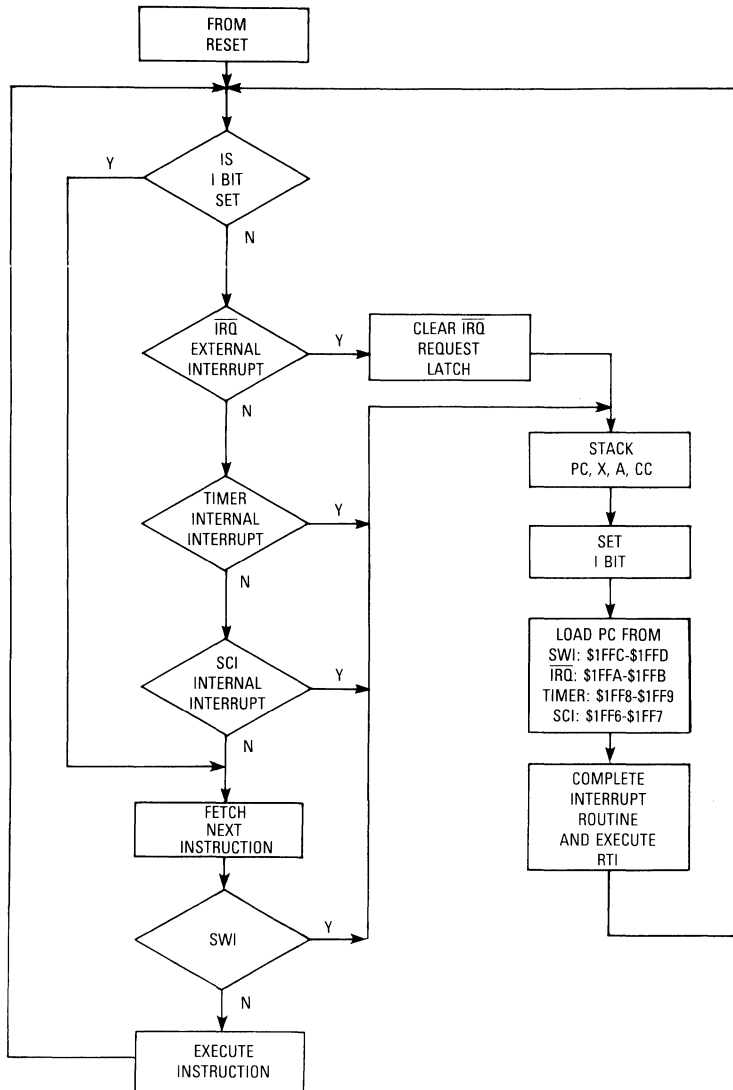 FROM
RESET
Y
IS
I BIT
SET
N
IRQ
EXTERNAL
INTERRUPT
Y
CLEAR IRQ
REQUEST
LATCH
N
STACK
PC, X, A, CC
TIMER
INTERNAL
INTERRUPT
Y
SET
I BIT
N
LOAD PC FROM
SWI: $1FFC-$1FFD
IRQ: $1FFA-$1FFB
TIMER: $1FF8-$1FF9
SCI: $1FF6-$1FF7
SCI
INTERNAL
INTERRUPT
Y
N
COMPLETE
INTERRUPT
ROUTINE
AND EXECUTE
RTI
FETCH
NEXT
INSTRUCTION
SWI
Y
N
EXECUTE
INSTRUCTION